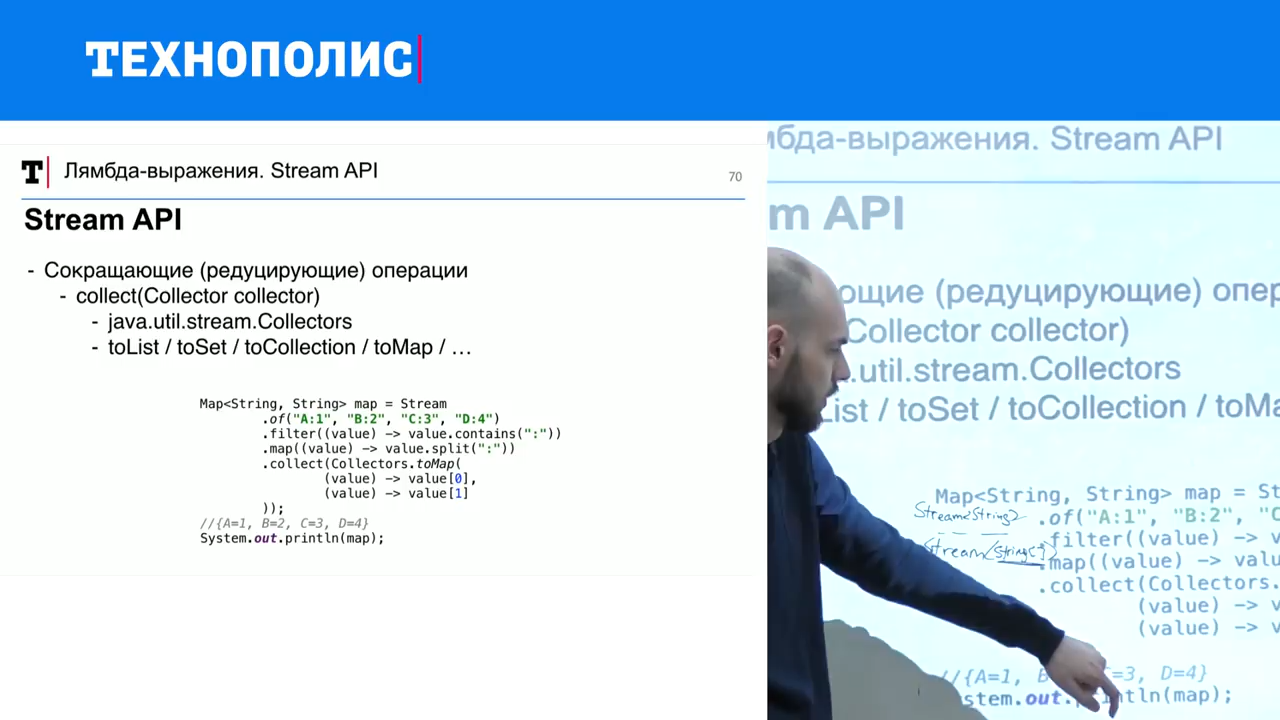 ТЕХНОПОЛИС
Т Лямбда-выражения. Stream API
70
Stream API
- Сокращающие (редуцирующие) операции
- collect(Collector collector)
- java.util.stream.Collectors
- toList / toSet / toCollection / toMap / …
Map<String, String> map = Stream
.of("A:1", "B:2", "C:3", "D:4")
.filter((value) -> value.contains(":"))
.map((value) -> value.split(":"))
.collect(Collectors.toMap(
(value) -> value[0],
(value) -> value[1]
));
//{A=1, B=2, C=3, D=4}
System.out.println(map);
мбда-выражения. Stream API
m API
ющие (редуцирующие) опер
Collector collector)
.util.stream.Collectors
List / toSet / toCollection / toMa
Map<String, String> map = St
Stream<String> .of("A:1", "B:2", "C
.filter((value) -> v
Stream<String[]>
.map((value) -> valu
.collect(Collectors.
(value) -> v
(value) -> v
//{A=1, B =3, D=4}
stem.out.p ntln(map);